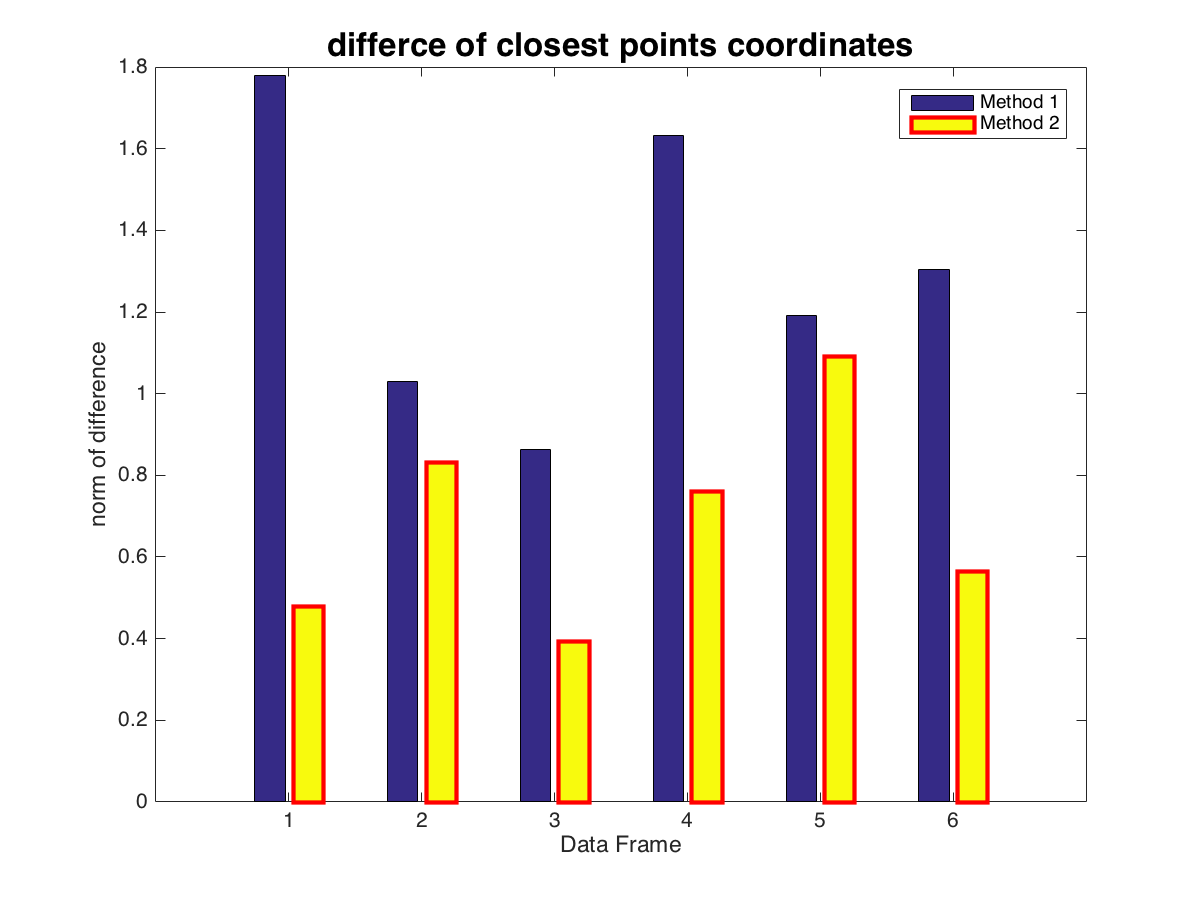 differce of closest points coordinates
Method 1
Method 2
1.8
1.6
1.4
1.2
1
0.8
0.6
0.4
0.2
0
norm of difference
1 2 3 4 5 6
Data Frame